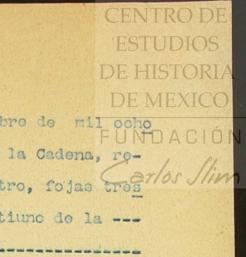 CENTRO DE
ESTUDIOS
DE HISTORIA
DE MEXICO
FUNDACIÓN
Carlos Slim
bre de mil ocho
la Cadena, re-
tro, fojas tres
tiuno de la ---